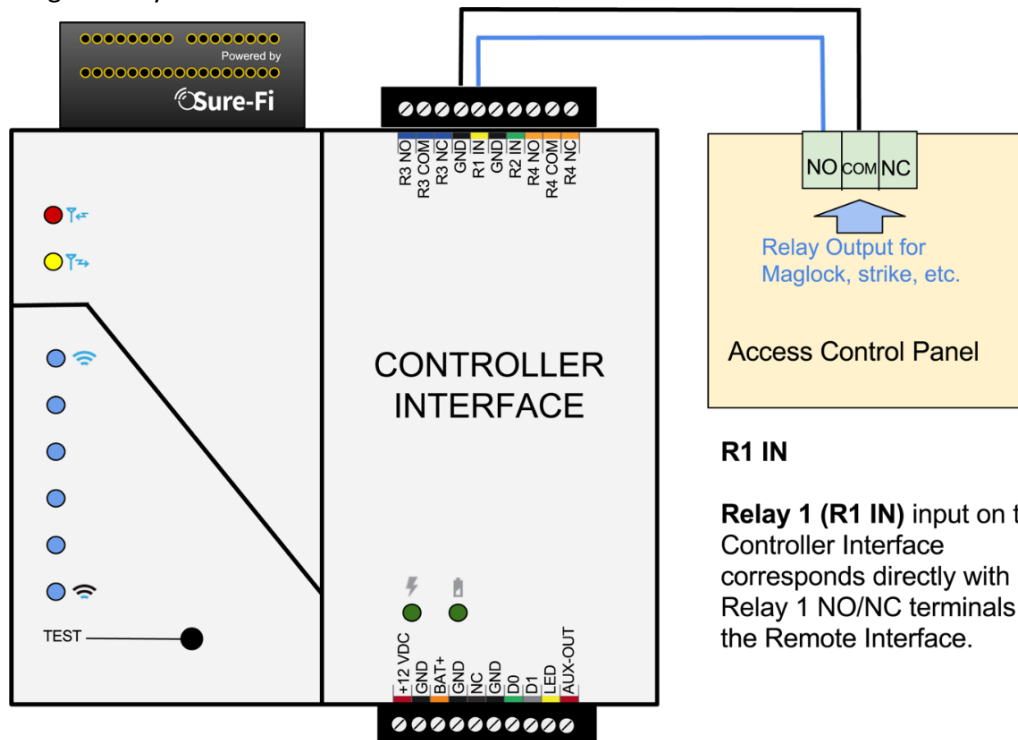 Powered by
Sure-Fi
R3 NO
R3 COM
R3 NC
GND
R1 IN
GND
R2 IN
R4 NO
R4 COM
R4 NC
NO COM NC
Relay Output for
Maglock, strike, etc.
Access Control Panel
CONTROLLER
INTERFACE
R1 IN
Relay 1 (R1 IN) input on
Controller Interface
corresponds directly with
Relay 1 NO/NC terminals
the Remote Interface.
TEST
+12 VDC
GND
BAT+
GND
NC
GND
D0
D1
LED
AUX-OUT